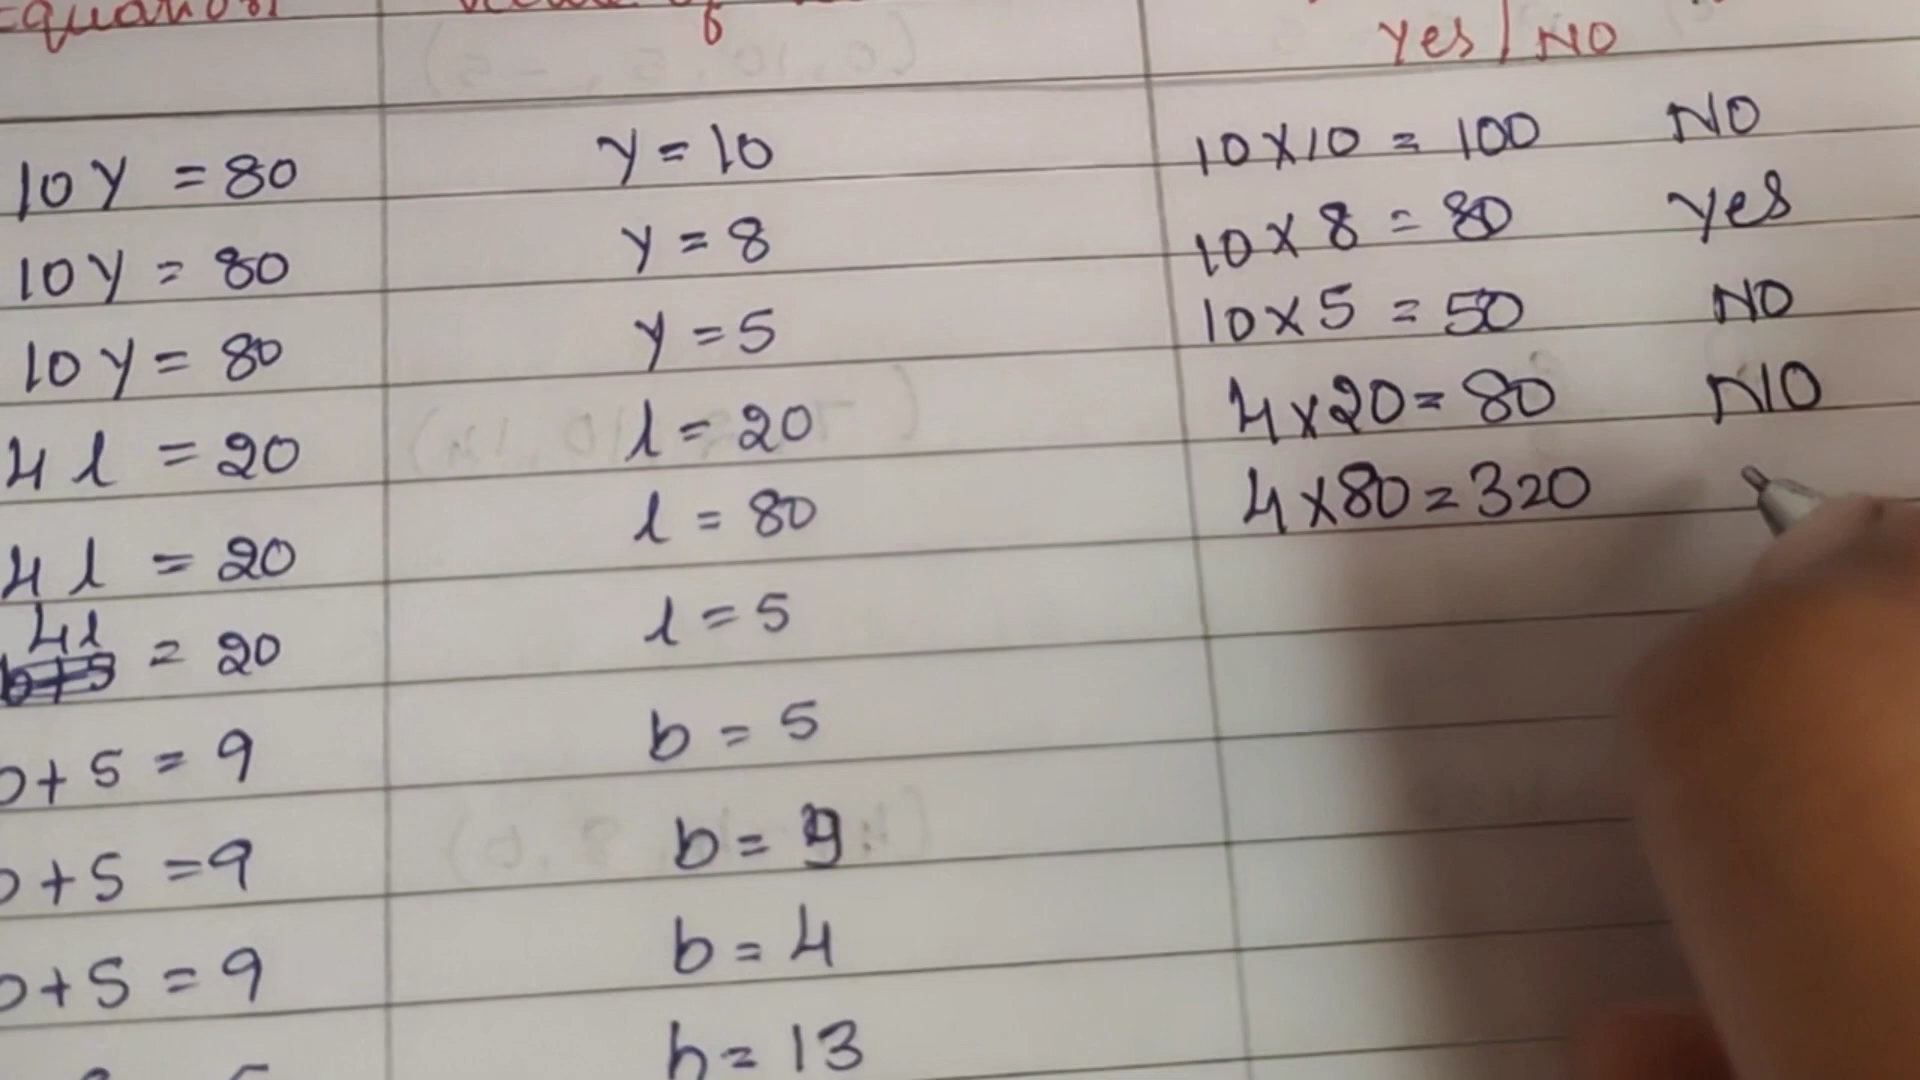 Equation
Yes / NO
10y = 80 y = 10 10 x 10 = 100 NO
10y = 80 y = 8 10 x 8 = 80 yes
10y = 80 y = 5 10 x 5 = 50 NO
4l = 20 l = 20 4 x 20 = 80 NO
4l = 20 l = 80 4 x 80 = 320
4l = 20 l = 5
b + 5 = 9 b = 5
b + 5 = 9 b = 9
b + 5 = 9 b = 4
h = 13